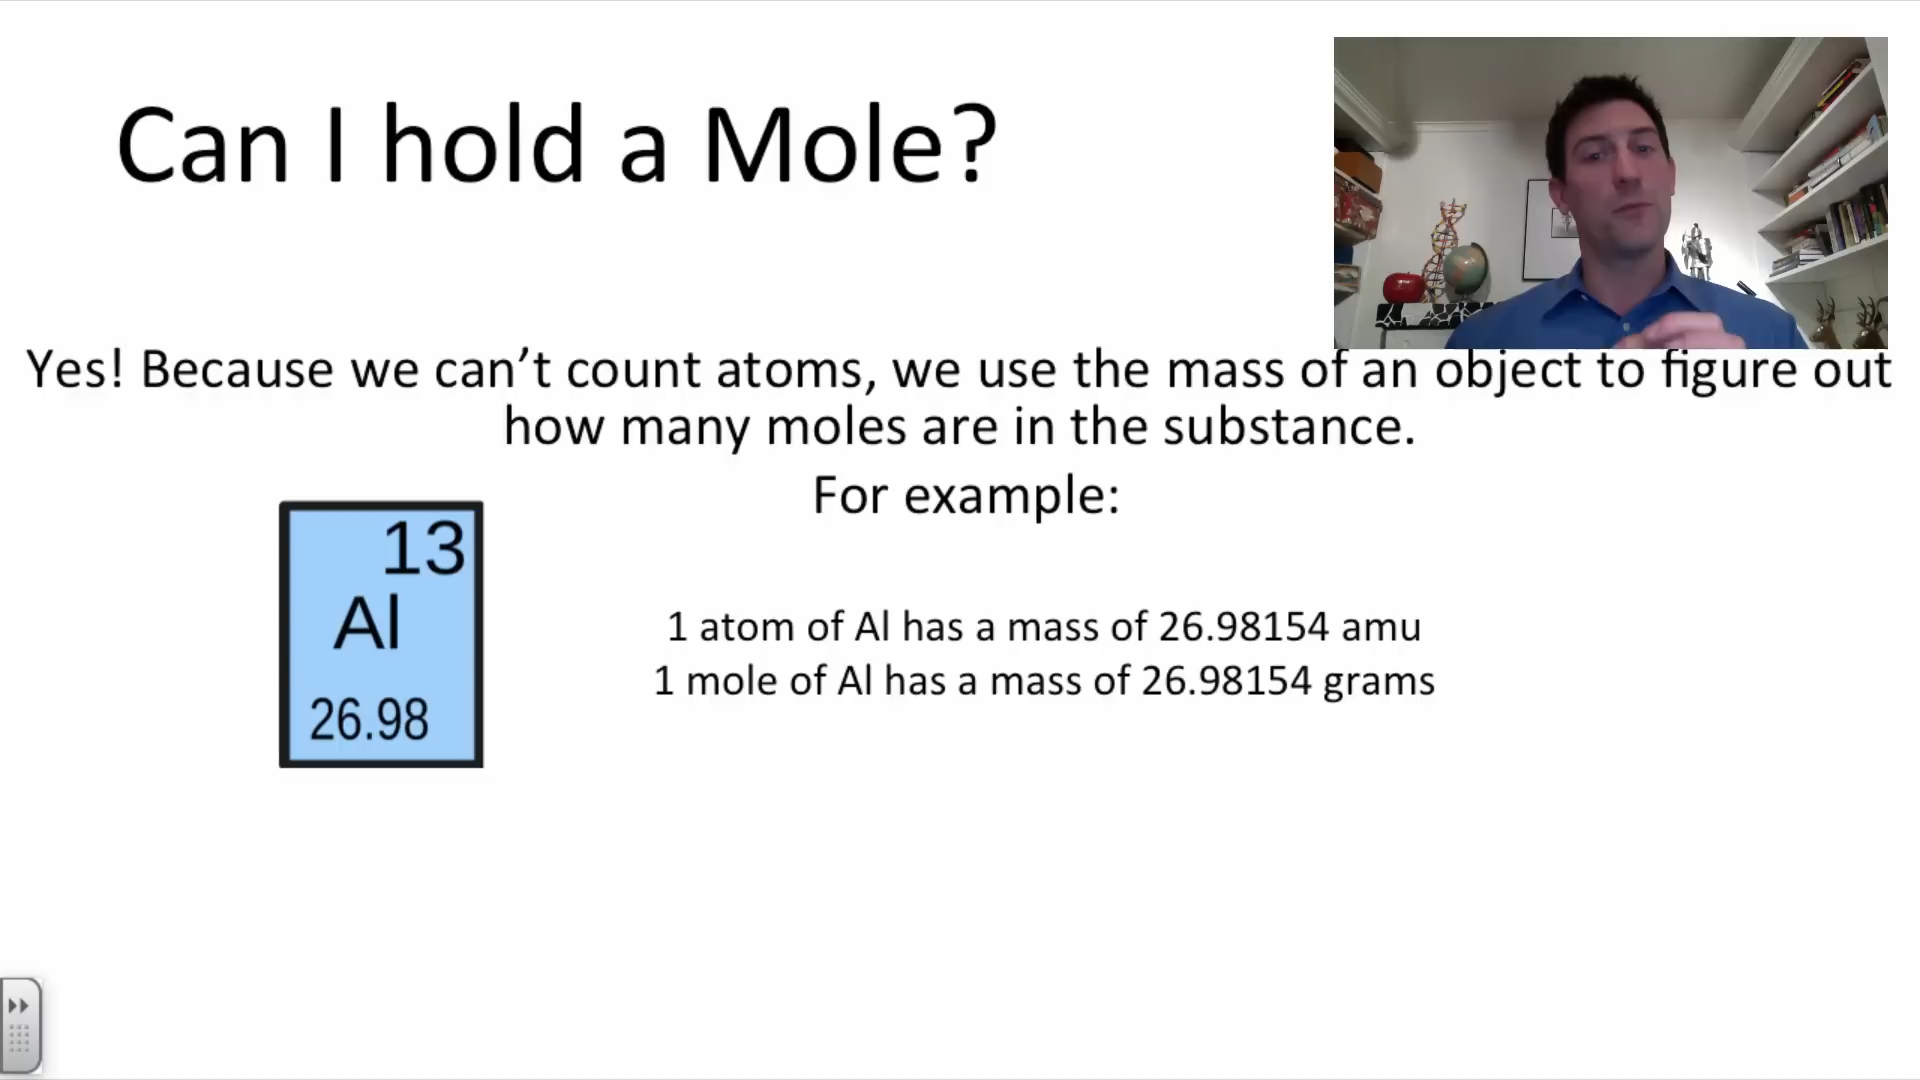 Can I hold a Mole?
Yes! Because we can’t count atoms, we use the mass of an object to figure out
how many moles are in the substance.
For example:
13
Al
26.98
1 atom of Al has a mass of 26.98154 amu
1 mole of Al has a mass of 26.98154 grams